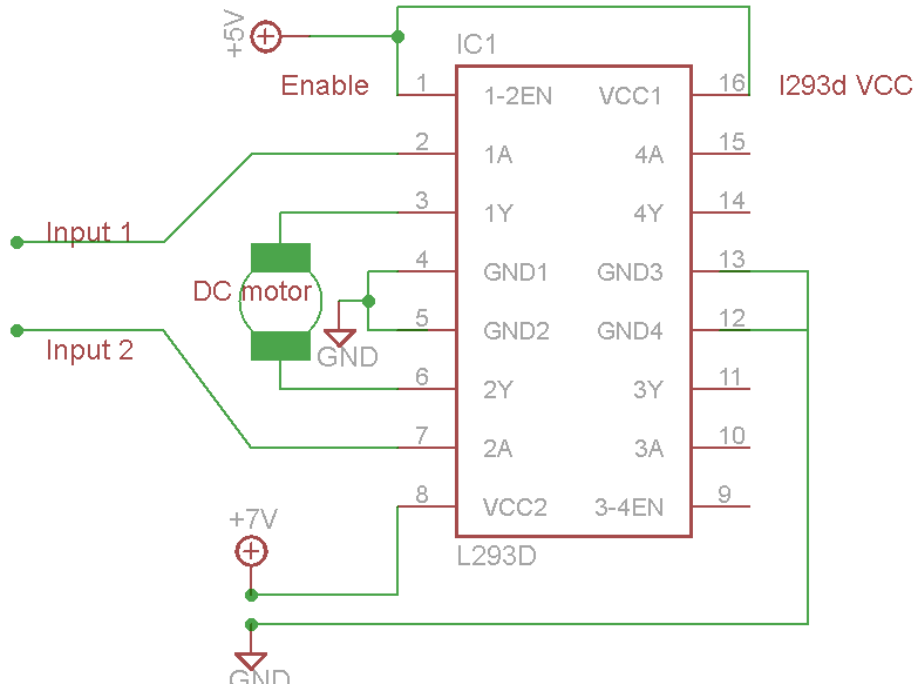 +5V
IC1
Enable
1
1-2EN
VCC1
16
l293d VCC
2
1A
4A
15
3
1Y
4Y
14
Input 1
4
GND1
GND3
13
DC motor
5
GND2
GND4
12
Input 2
GND
6
2Y
3Y
11
7
2A
3A
10
8
VCC2
3-4EN
9
+7V
L293D
GND